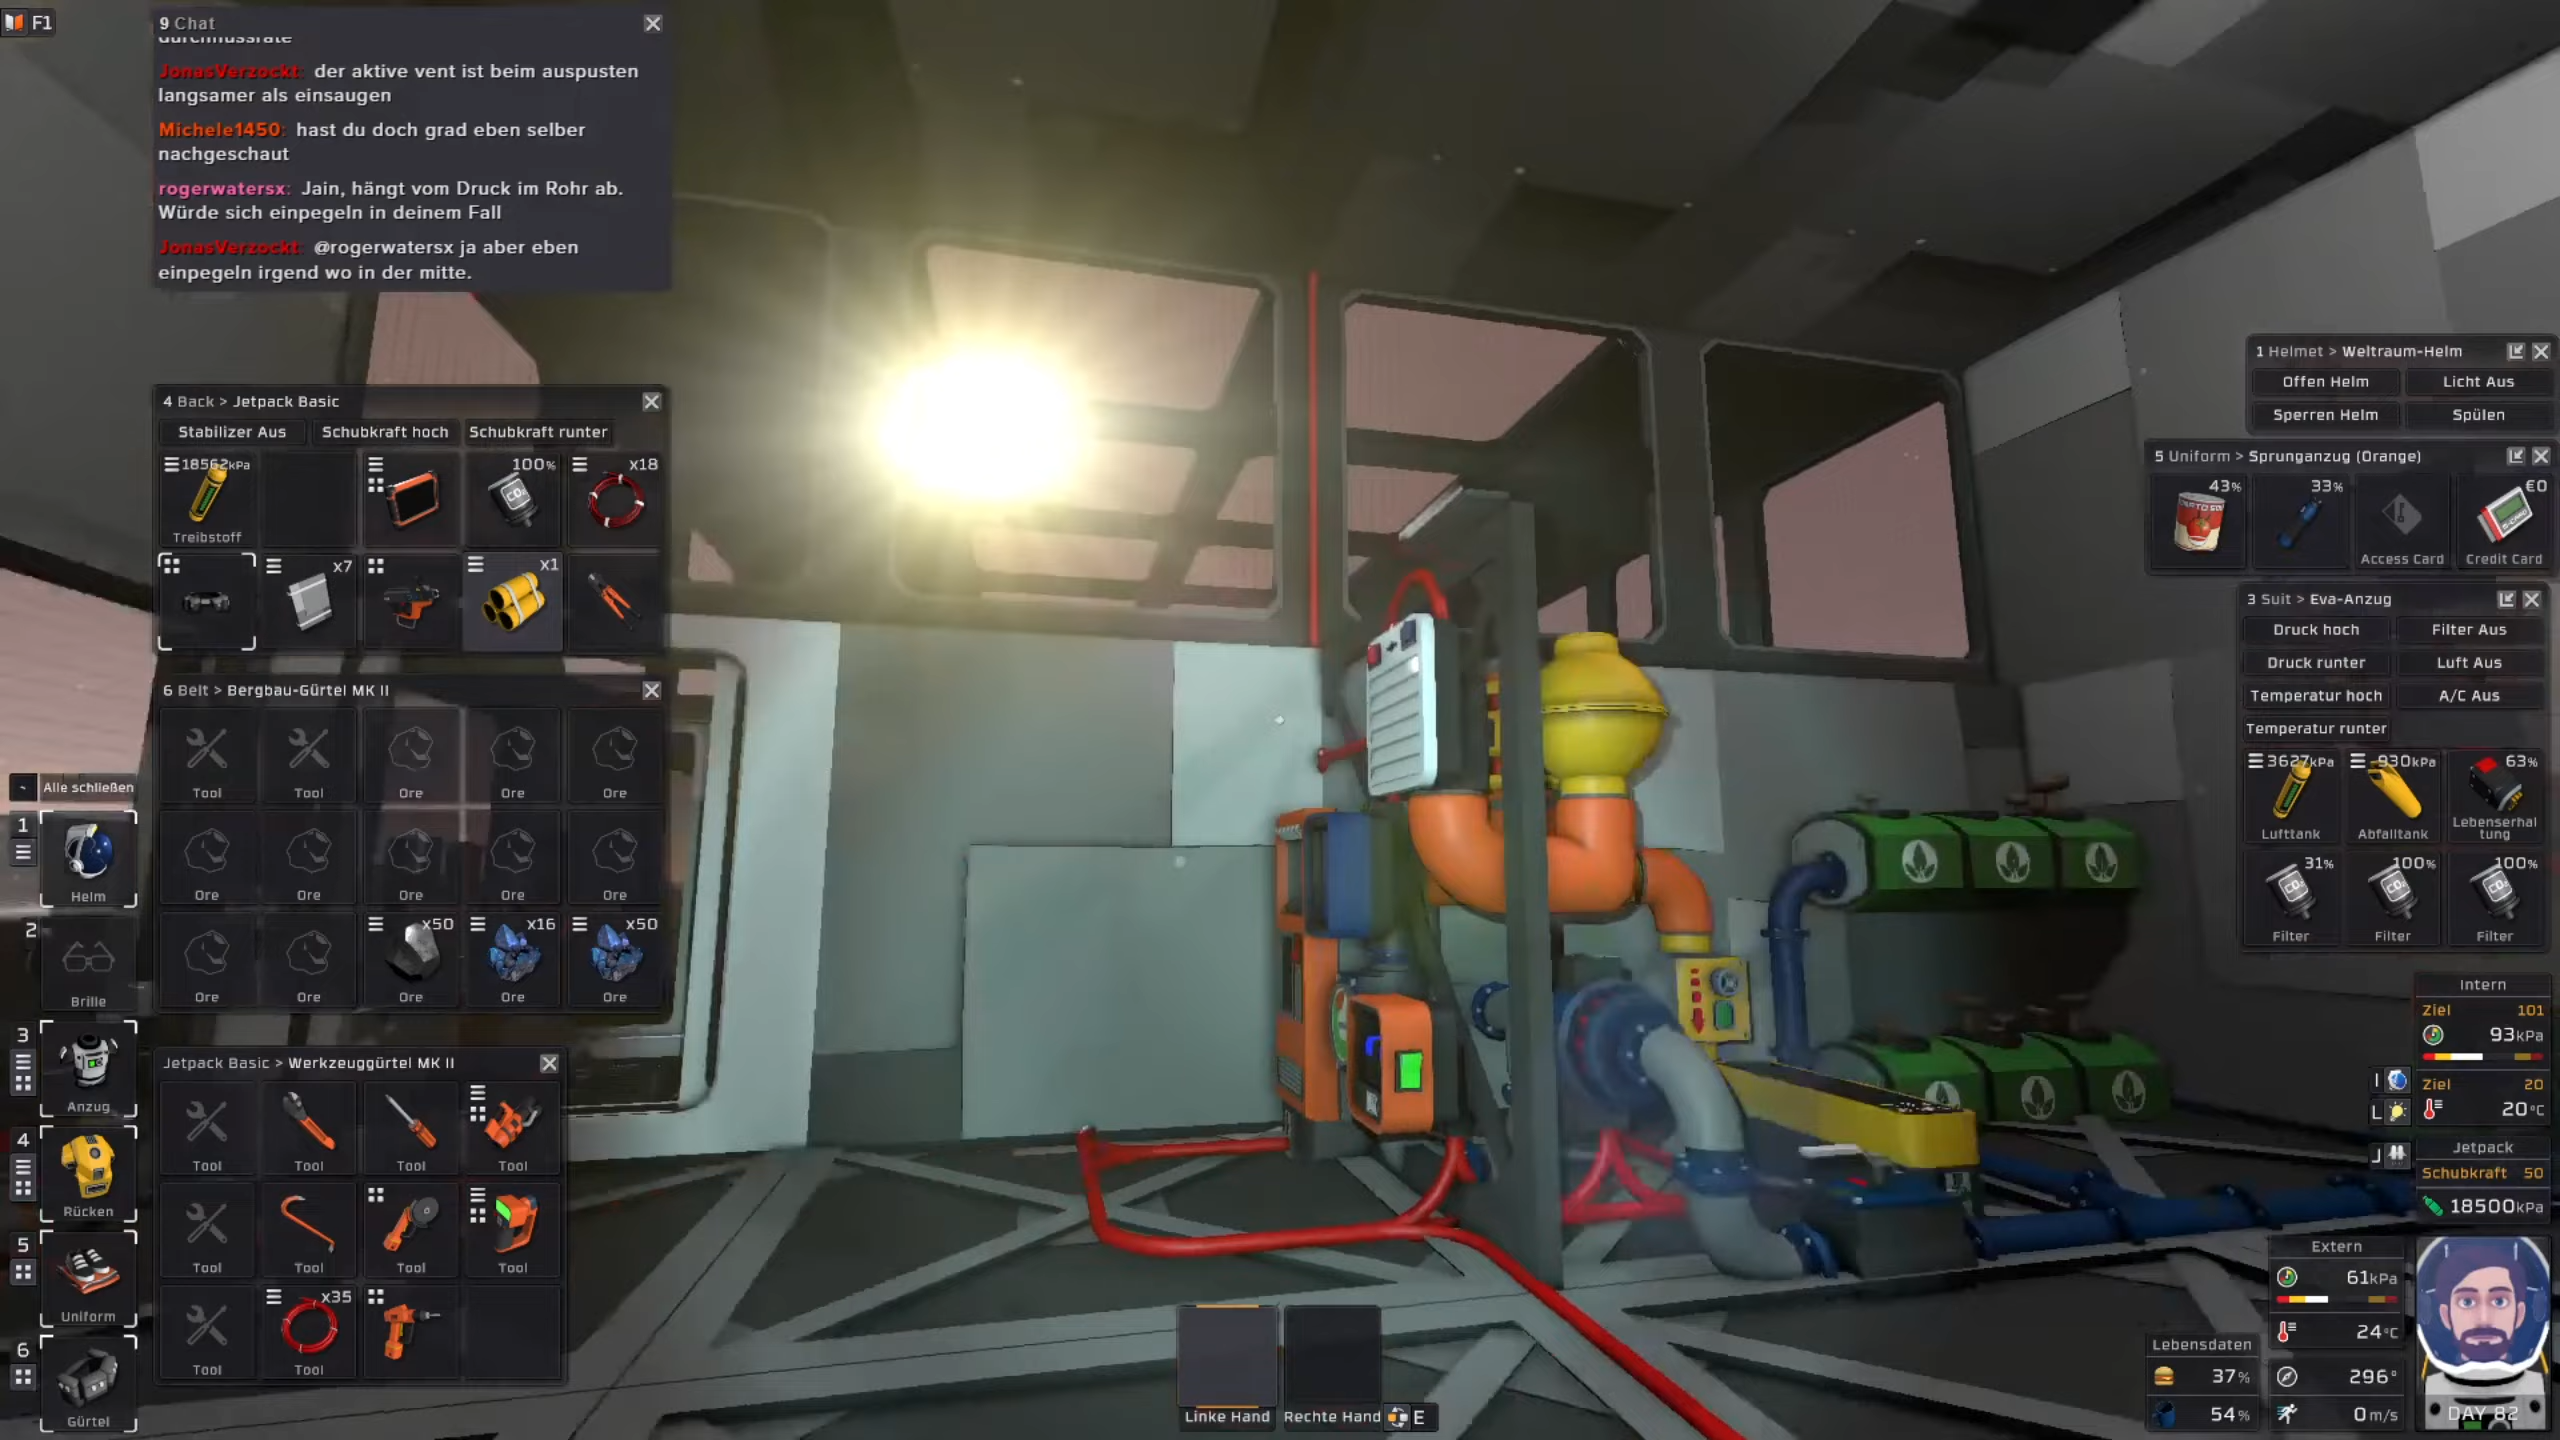 F1
9 Chat
durchflussrate
JonasVerzockt: der aktive vent ist beim auspusten
langsamer als einsaugen
Michele1450: hast du doch grad eben selber
nachgeschaut
rogerwatersx: Jain, hängt vom Druck im Rohr ab.
Würde sich einpegeln in deinem Fall
JonasVerzockt: @rogerwatersx ja aber eben
einpegeln irgend wo in der mitte.
4 Back > Jetpack Basic
Stabilizer Aus Schubkraft hoch Schubkraft runter
18562kPa 100% x18
Treibstoff
x7 x1
6 Belt > Bergbau-Gürtel MK II
Tool Tool Ore Ore Ore
Ore Ore Ore Ore Ore
x50 x16 x50
Ore Ore Ore Ore Ore
Jetpack Basic > Werkzeuggürtel MK II
Tool Tool Tool Tool
Tool Tool Tool Tool
x35
Tool Tool Tool
~ Alle schließen
1
Helm
2
Brille
3
Anzug
4
Rücken
5
Uniform
6
Gürtel
Linke Hand Rechte Hand E
1 Helmet > Weltraum-Helm
Offen Helm Licht Aus
Sperren Helm Spülen
5 Uniform > Sprunganzug (Orange)
43% 33% €0
Access Card Credit Card
3 Suit > Eva-Anzug
Druck hoch Filter Aus
Druck runter Luft Aus
Temperatur hoch A/C Aus
Temperatur runter
3627kPa 930kPa 63%
Lufttank Abfalltank Lebenserhal
tung
31% 100% 100%
Filter Filter Filter
Intern
Ziel 101
93kPa
I
Ziel 20
L
20°C
J
Jetpack
Schubkraft 50
18500kPa
Extern
61kPa
24°C
Lebensdaten
37% 296°
54% 0m/s
DAY 82